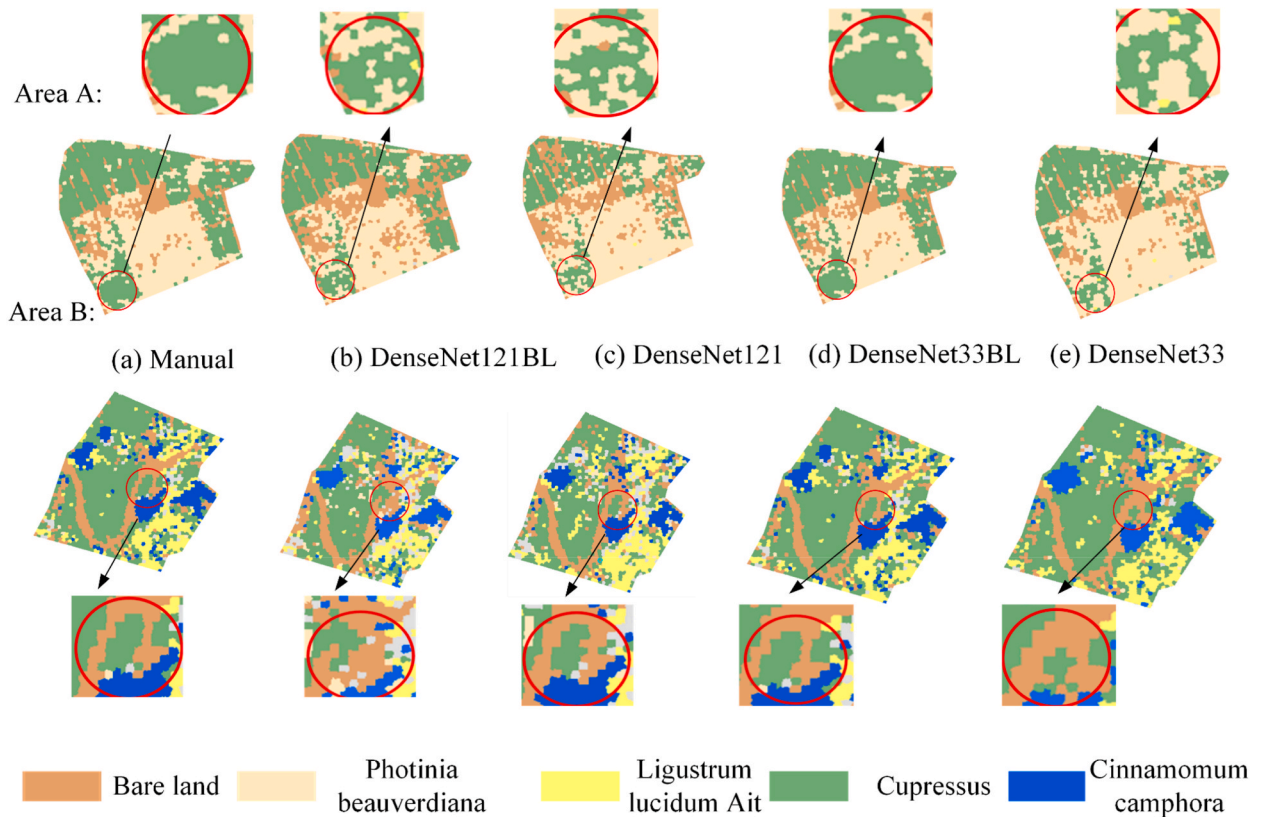 Area A:
Area B:
(a) Manual
(b) DenseNet121BL
(c) DenseNet121
(d) DenseNet33BL
(e) DenseNet33
Bare land
Photinia
beauverdiana
Ligustrum
lucidum Ait
Cupressus
Cinnamomum
camphora